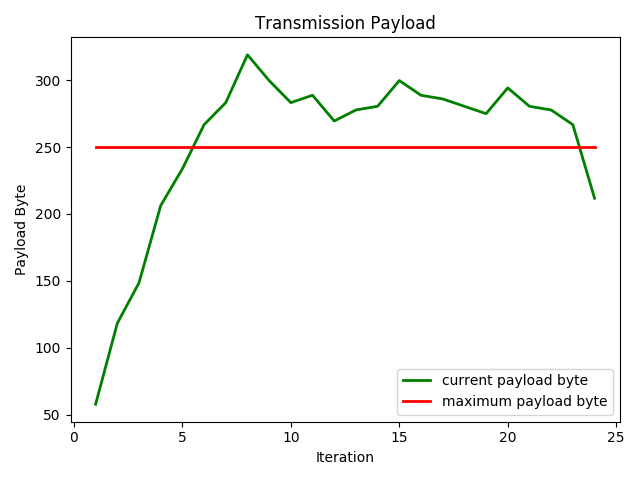 Transmission Payload
Payload Byte
300
250
200
150
100
50
0
5
10
15
20
25
Iteration
current payload byte
maximum payload byte